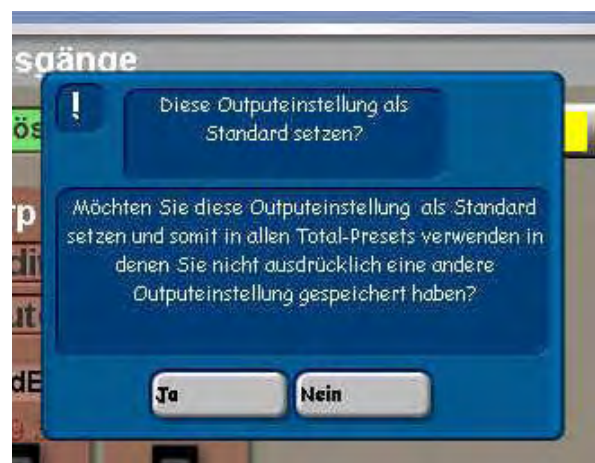 sgänge
!
Diese Outputeinstellung als
Standard setzen?
Möchten Sie diese Outputeinstellung als Standard
setzen und somit in allen Total-Presets verwenden in
denen Sie nicht ausdrücklich eine andere
Outputeinstellung gespeichert haben?
Ja
Nein